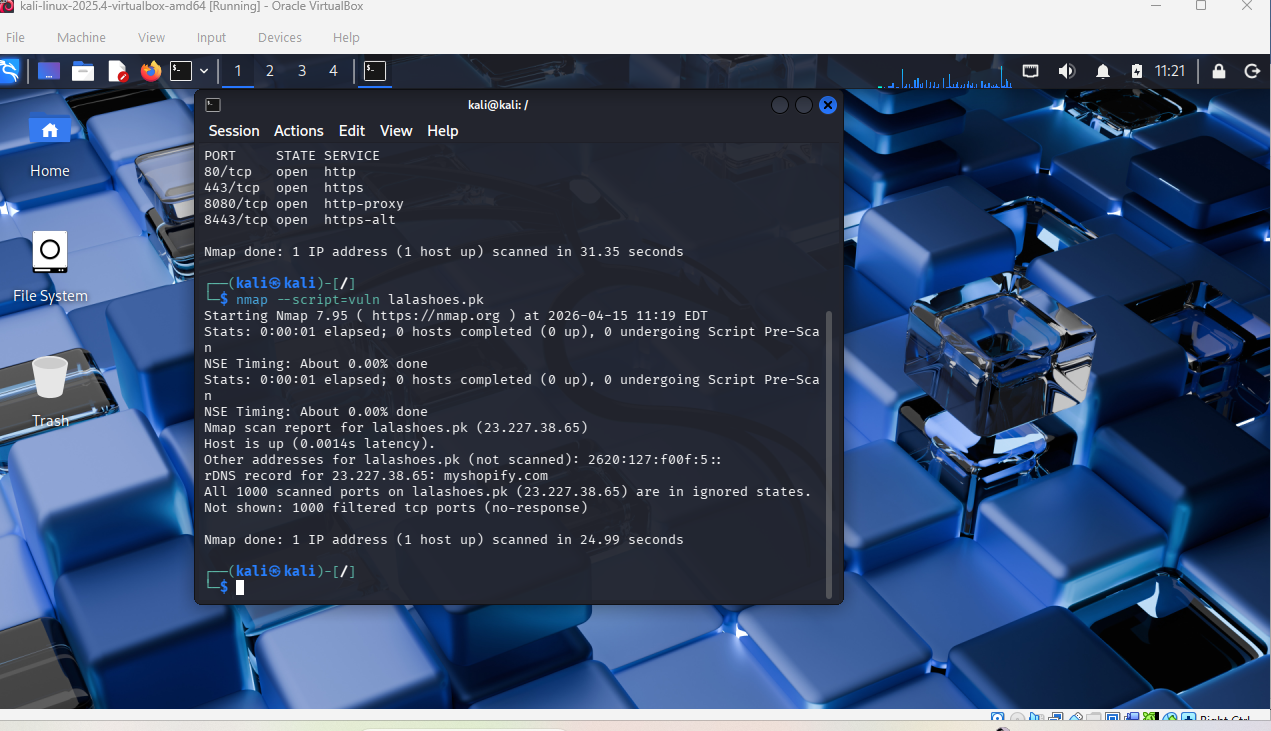 kali-linux-2025.4-virtualbox-amd64 [Running] - Oracle VirtualBox
File Machine View Input Devices Help
1 2 3 4 11:21
kali@kali: /
Session Actions Edit View Help
Home
File System
Trash
PORT STATE SERVICE
80/tcp open http
443/tcp open https
8080/tcp open http-proxy
8443/tcp open https-alt
Nmap done: 1 IP address (1 host up) scanned in 31.35 seconds
┌──(kali㉿kali)-[/]
└─$ nmap --script=vuln lalashoes.pk
Starting Nmap 7.95 ( https://nmap.org ) at 2026-04-15 11:19 EDT
Stats: 0:00:01 elapsed; 0 hosts completed (0 up), 0 undergoing Script Pre-Sca
n
NSE Timing: About 0.00% done
Stats: 0:00:01 elapsed; 0 hosts completed (0 up), 0 undergoing Script Pre-Sca
n
NSE Timing: About 0.00% done
Nmap scan report for lalashoes.pk (23.227.38.65)
Host is up (0.0014s latency).
Other addresses for lalashoes.pk (not scanned): 2620:127:f00f:5::
rDNS record for 23.227.38.65: myshopify.com
All 1000 scanned ports on lalashoes.pk (23.227.38.65) are in ignored states.
Not shown: 1000 filtered tcp ports (no-response)
Nmap done: 1 IP address (1 host up) scanned in 24.99 seconds
┌──(kali㉿kali)-[/]
└─$
Right Ctrl